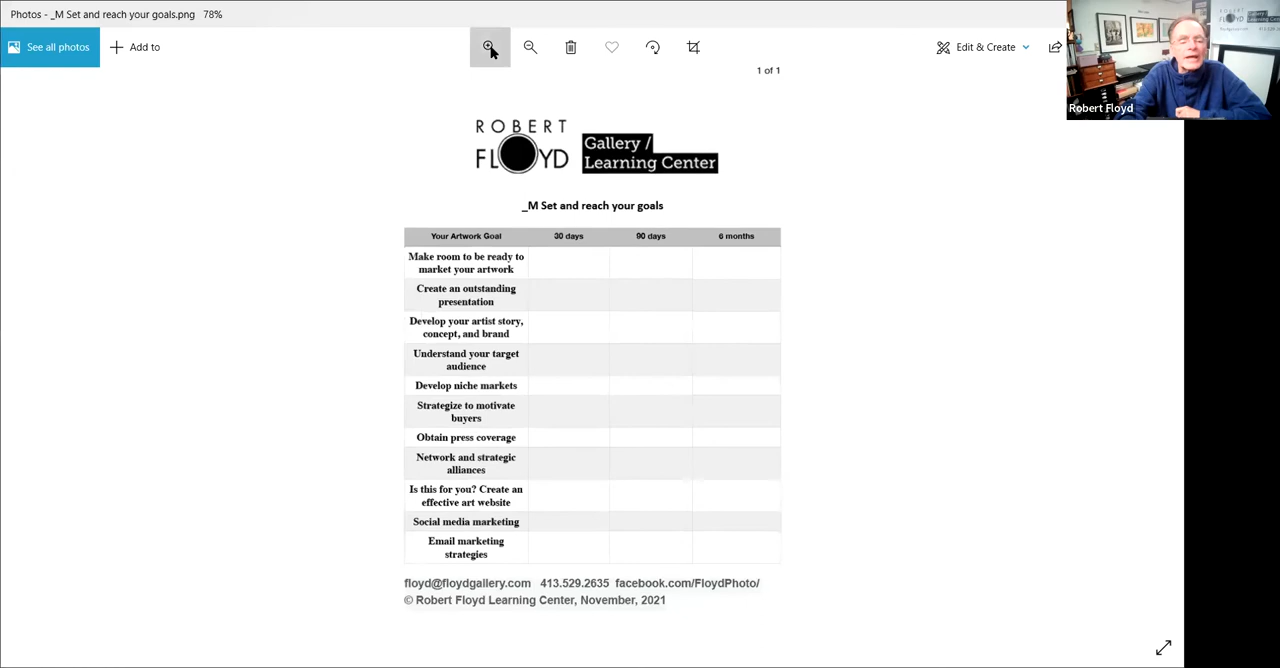 Photos - _M Set and reach your goals.png 78%
See all photos
Add to
Edit & Create
1 of 1
Robert Floyd
ROBERT
FLOYD
Gallery /
Learning Center
_M Set and reach your goals
Your Artwork Goal 30 days 90 days 6 months
Make room to be ready to
market your artwork
Create an outstanding
presentation
Develop your artist story,
concept, and brand
Understand your target
audience
Develop niche markets
Strategize to motivate
buyers
Obtain press coverage
Network and strategic
alliances
Is this for you? Create an
effective art website
Social media marketing
Email marketing
strategies
floyd@floydgallery.com 413.529.2635 facebook.com/FloydPhoto/
© Robert Floyd Learning Center, November, 2021